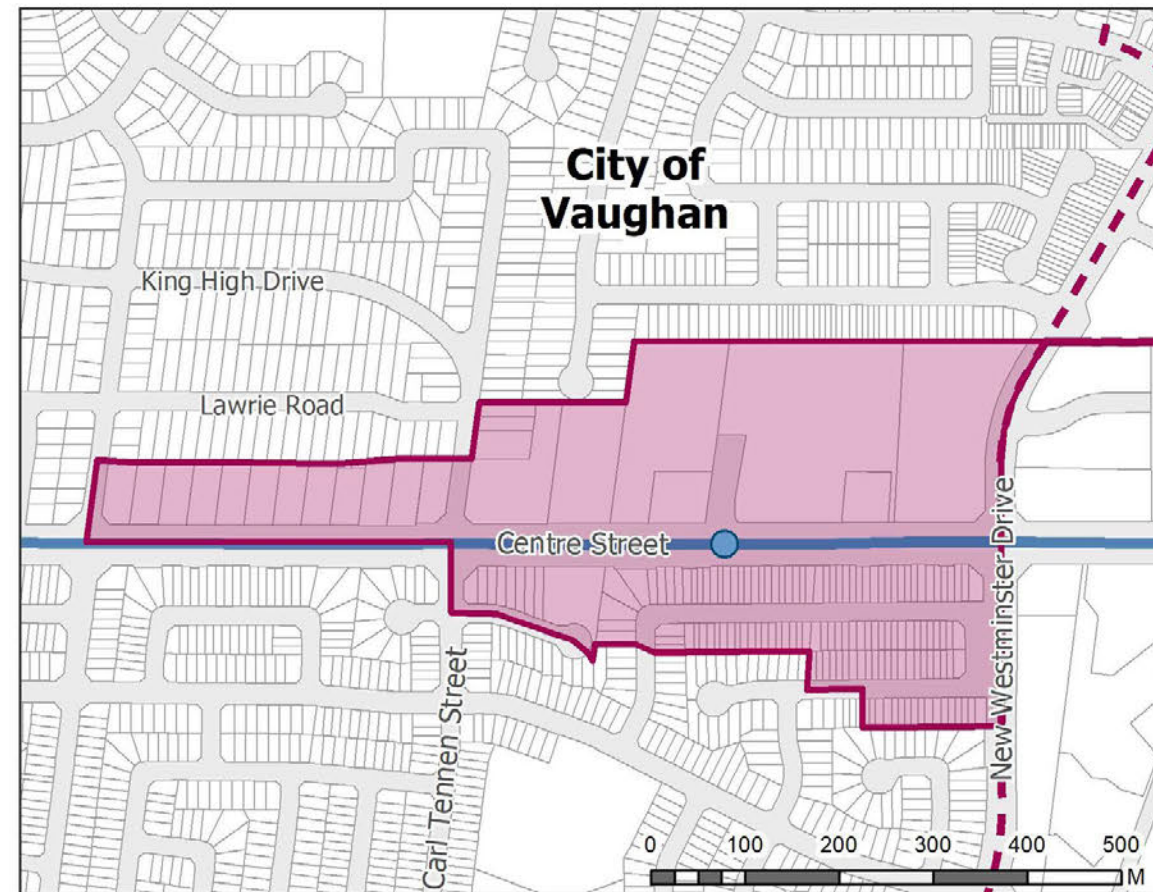 City of
Vaughan
King High Drive
Lawrie Road
Centre Street
New Westminster Drive
Carl Tennen Street
0 100 200 300 400 500
M